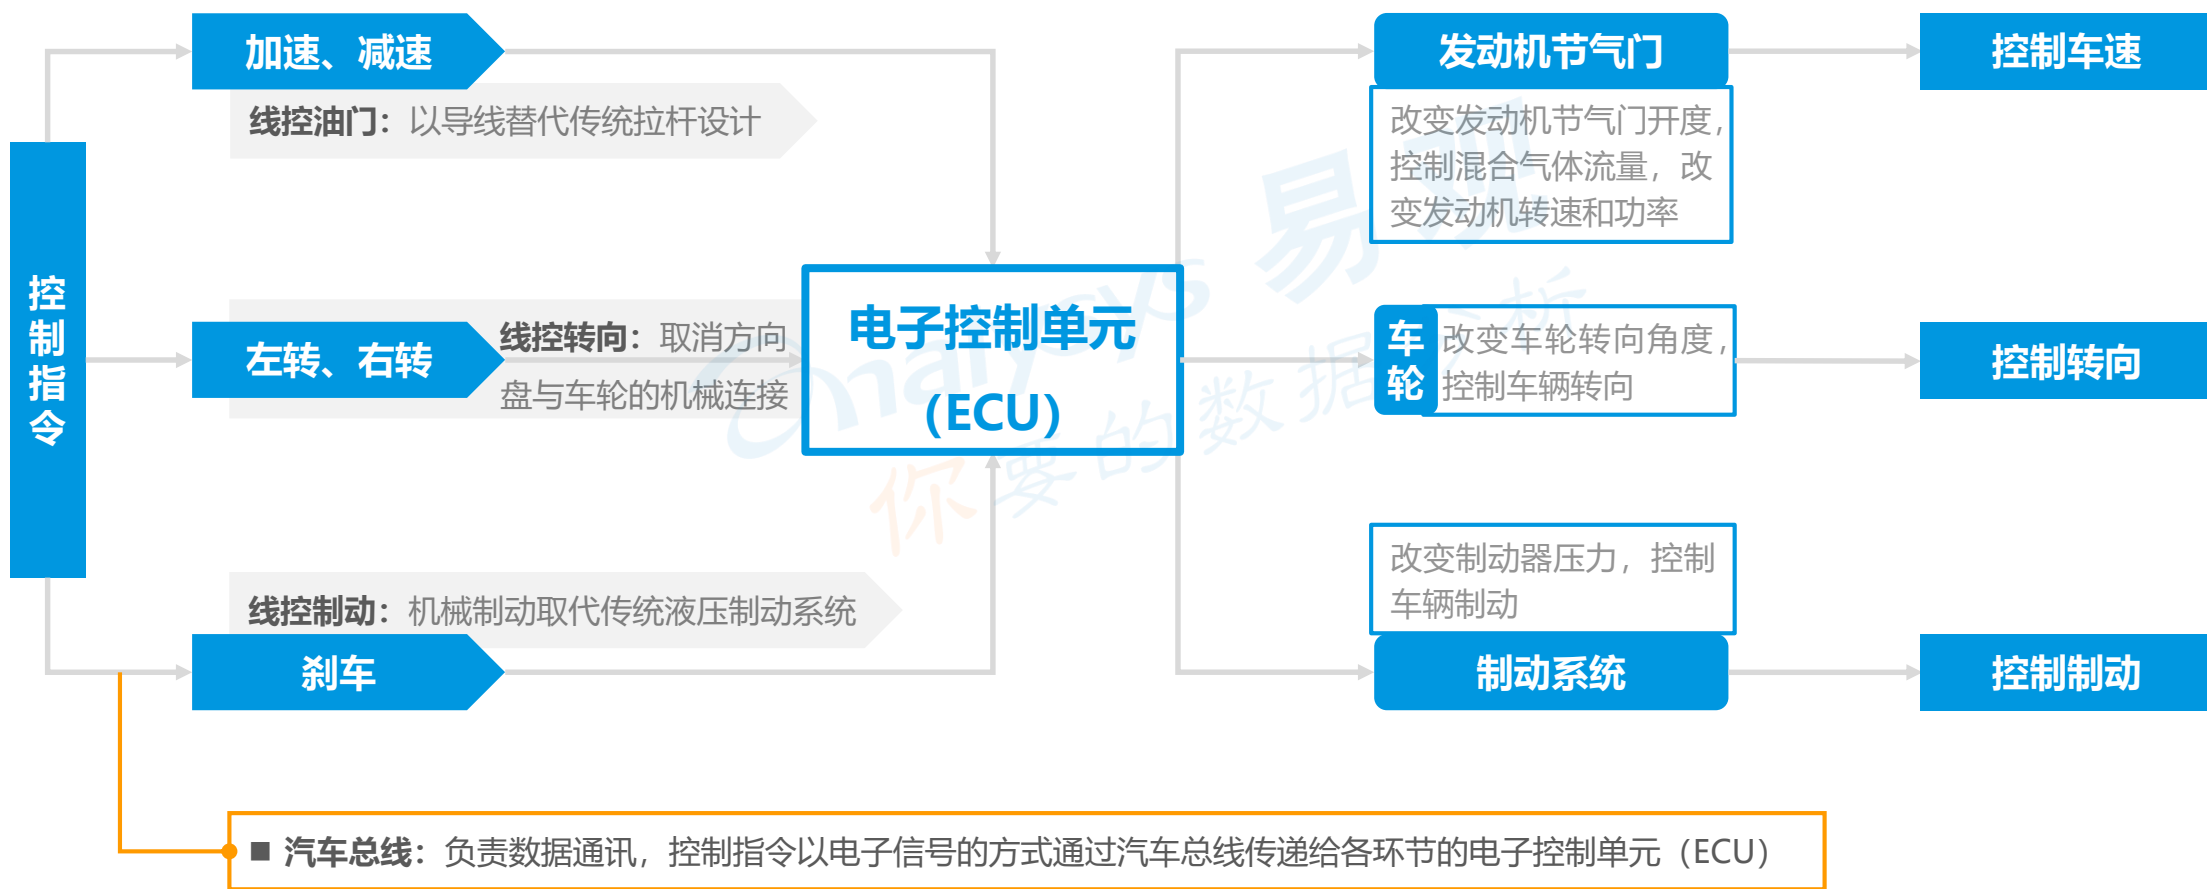 加速、减速
线控油门：以导线替代传统拉杆设计
发动机节气门
改变发动机节气门开度，
控制混合气体流量，改
变发动机转速和功率
控制车速
控制指令
左转、右转
线控转向：取消方向
盘与车轮的机械连接
电子控制单元
（ECU）
车轮
改变车轮转向角度，
控制车辆转向
控制转向
线控制动：机械制动取代传统液压制动系统
刹车
改变制动器压力，控制
车辆制动
制动系统
控制制动
■ 汽车总线：负责数据通讯，控制指令以电子信号的方式通过汽车总线传递给各环节的电子控制单元（ECU）
analysys 易观
你要的数据分析